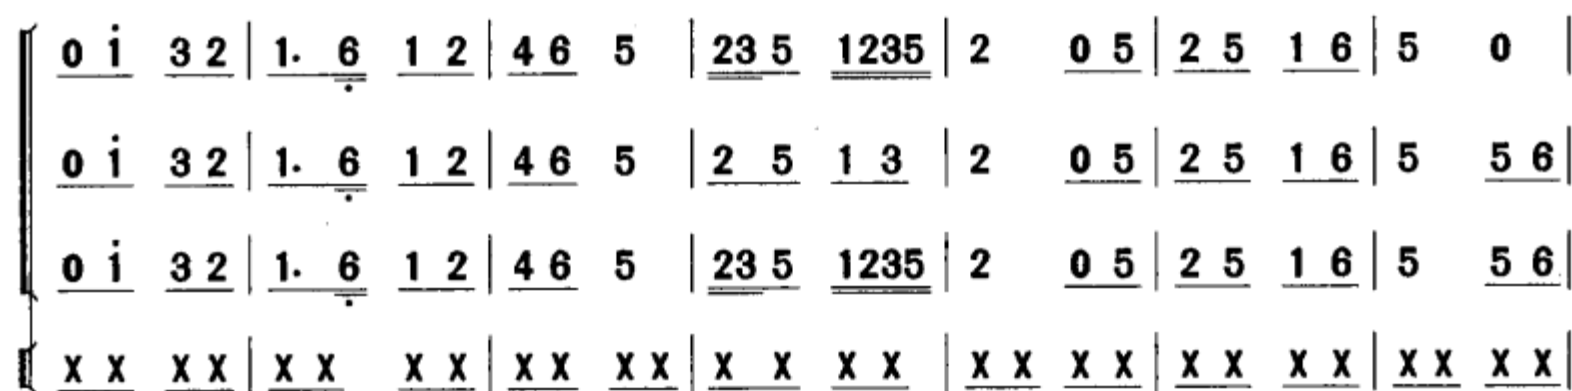 0 i 3 2 | 1. 6 1 2 | 4 6 5 | 23 5 1235 | 2 0 5 | 2 5 1 6 | 5 0 |
0 i 3 2 | 1. 6 1 2 | 4 6 5 | 2 5 1 3 | 2 0 5 | 2 5 1 6 | 5 5 6 |
0 i 3 2 | 1. 6 1 2 | 4 6 5 | 23 5 1235 | 2 0 5 | 2 5 1 6 | 5 5 6 |
X X X X | X X X X | X X X X | X X X X | X X X X | X X X X | X X X X |